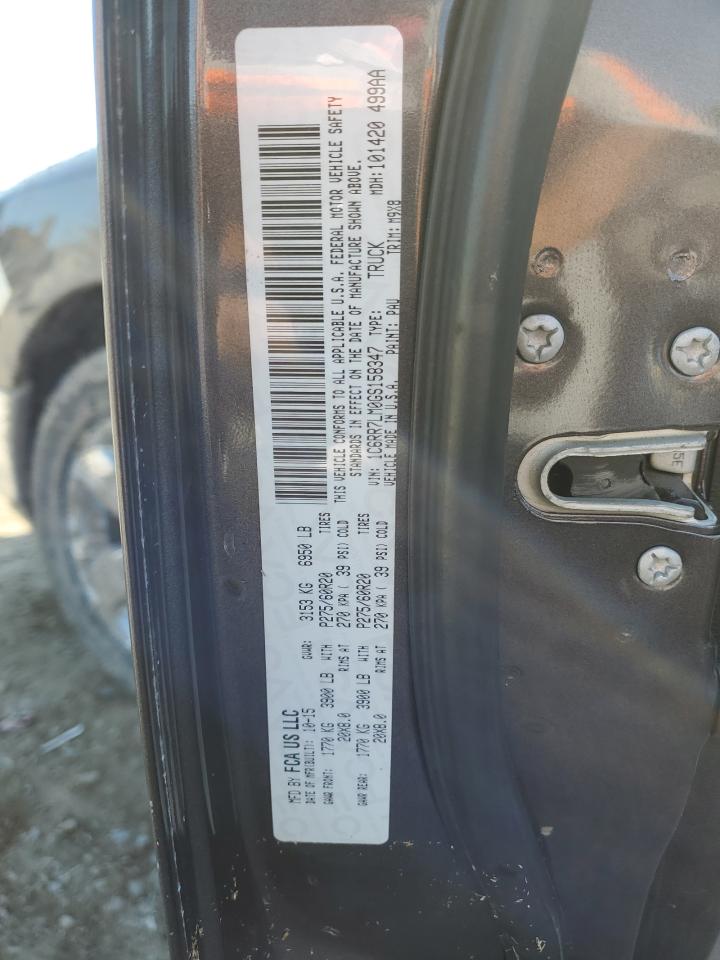 MFD BY FCA US LLC
DATE OF MFR(BUILT): 10-15 GVWR: 3153 KG 6950 LB
GAWR FRONT: 1770 KG 3900 LB WITH P275/60R20 TIRES
20X8.0 RIMS AT 270 KPA ( 39 PSI) COLD
GAWR REAR: 1770 KG 3900 LB WITH P275/60R20 TIRES
20X8.0 RIMS AT 270 KPA ( 39 PSI) COLD
THIS VEHICLE CONFORMS TO ALL APPLICABLE U.S.A. FEDERAL MOTOR VEHICLE SAFETY
STANDARDS IN EFFECT ON THE DATE OF MANUFACTURE SHOWN ABOVE.
VIN: 1C6RR7LM0GS158347 TYPE: TRUCK MDH: 101420 499AA
VEHICLE MADE IN U.S.A. PAINT: PAU TRIM: M9X8